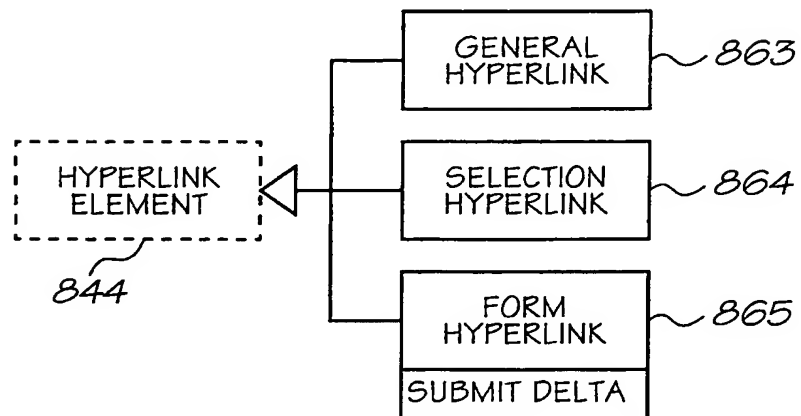 GENERAL
HYPERLINK
863
HYPERLINK
ELEMENT
844
SELECTION
HYPERLINK
864
FORM
HYPERLINK
865
SUBMIT DELTA